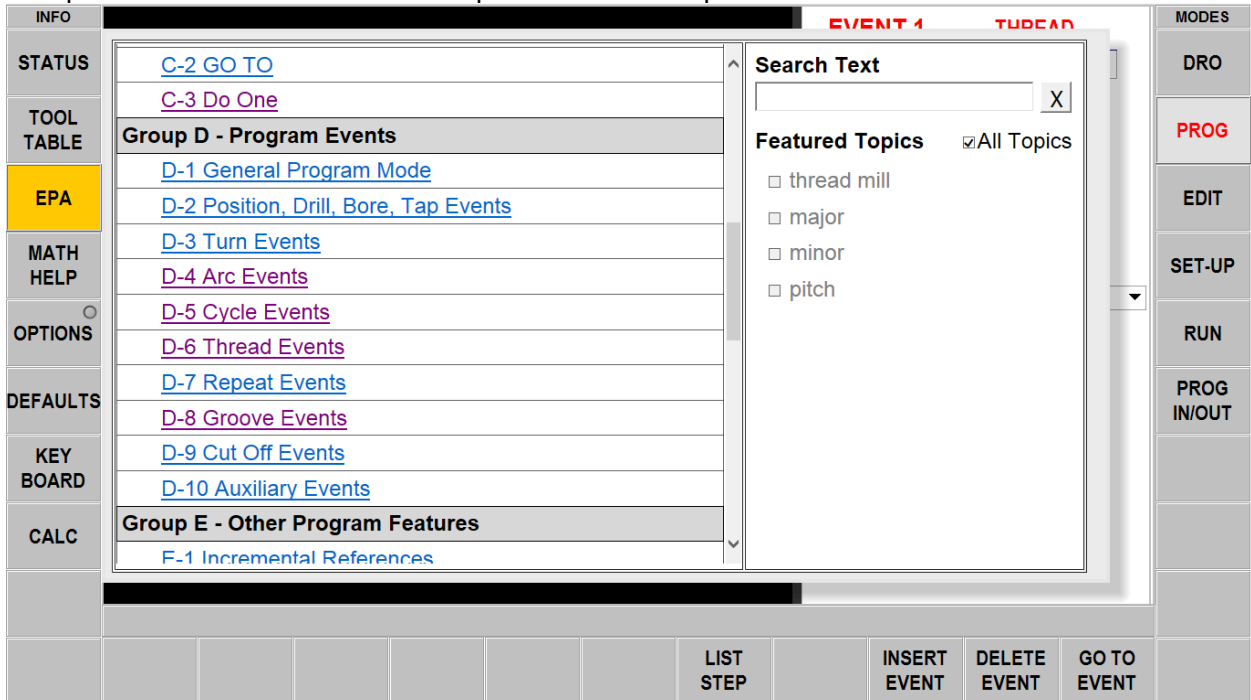 INFO
EVENT 1 THREAD
MODES
STATUS
TOOL
TABLE
EPA
MATH
HELP
OPTIONS
DEFAULTS
KEY
BOARD
CALC
C-2 GO TO
C-3 Do One
Group D - Program Events
D-1 General Program Mode
D-2 Position, Drill, Bore, Tap Events
D-3 Turn Events
D-4 Arc Events
D-5 Cycle Events
D-6 Thread Events
D-7 Repeat Events
D-8 Groove Events
D-9 Cut Off Events
D-10 Auxiliary Events
Group E - Other Program Features
E-1 Incremental References
Search Text
X
Featured Topics All Topics
thread mill
major
minor
pitch
DRO
PROG
EDIT
SET-UP
RUN
PROG
IN/OUT
LIST
STEP
INSERT
EVENT
DELETE
EVENT
GO TO
EVENT